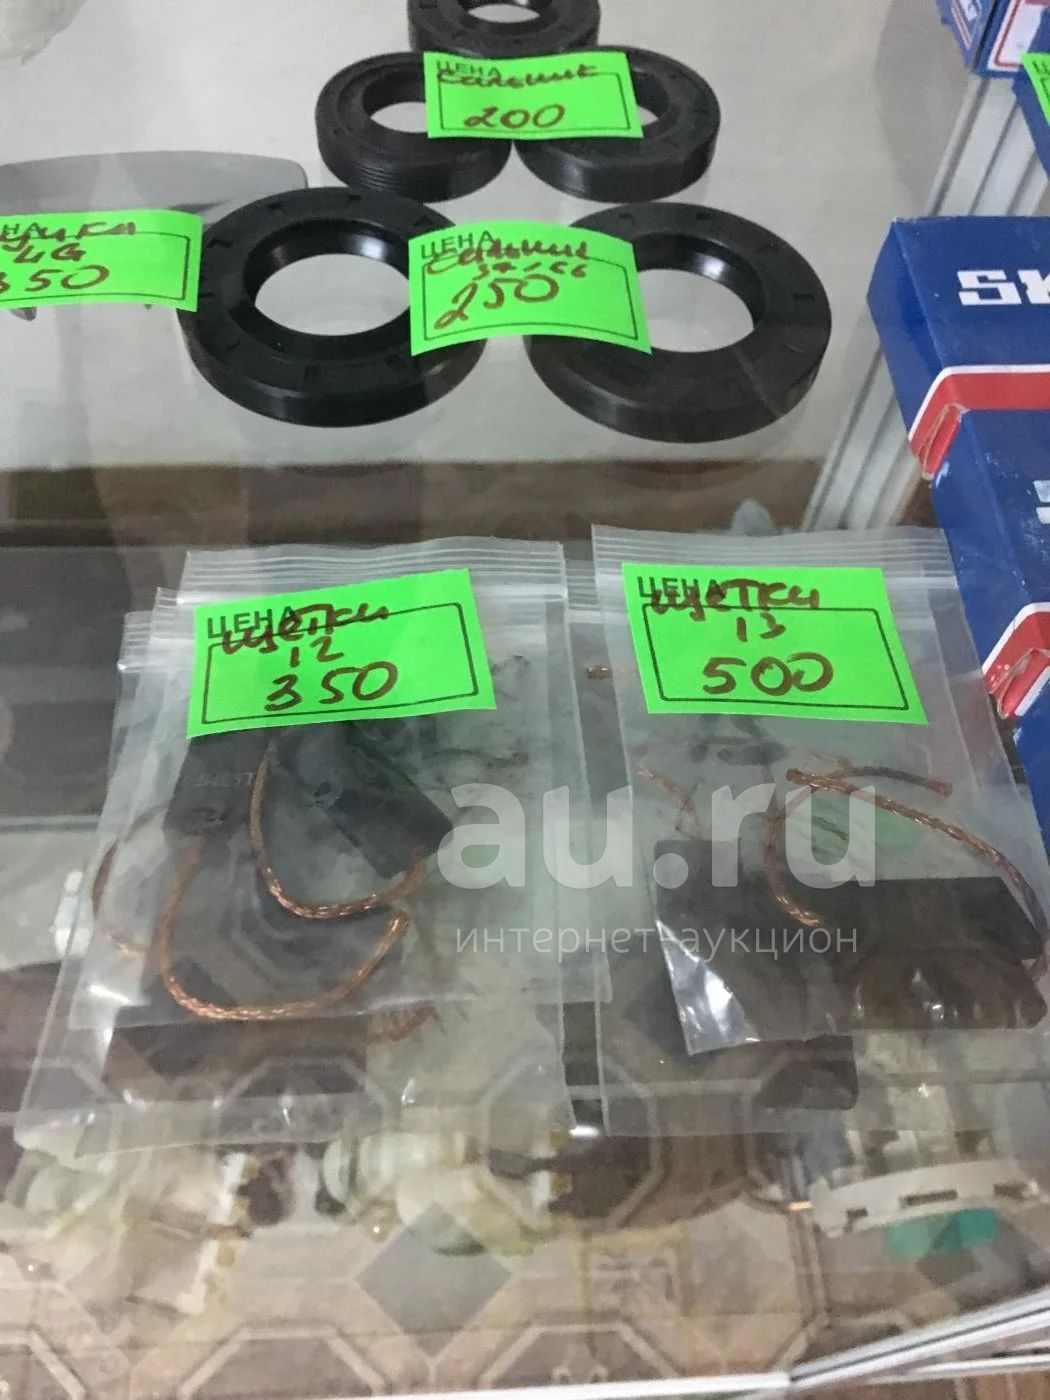 ЦЕНА
сальник
200
LG
350
ЦЕНА
сальник
250
SK
ЦЕНА
щетки
12
350
ЦЕНА
щетки
13
500
au.ru
интернет-аукцион